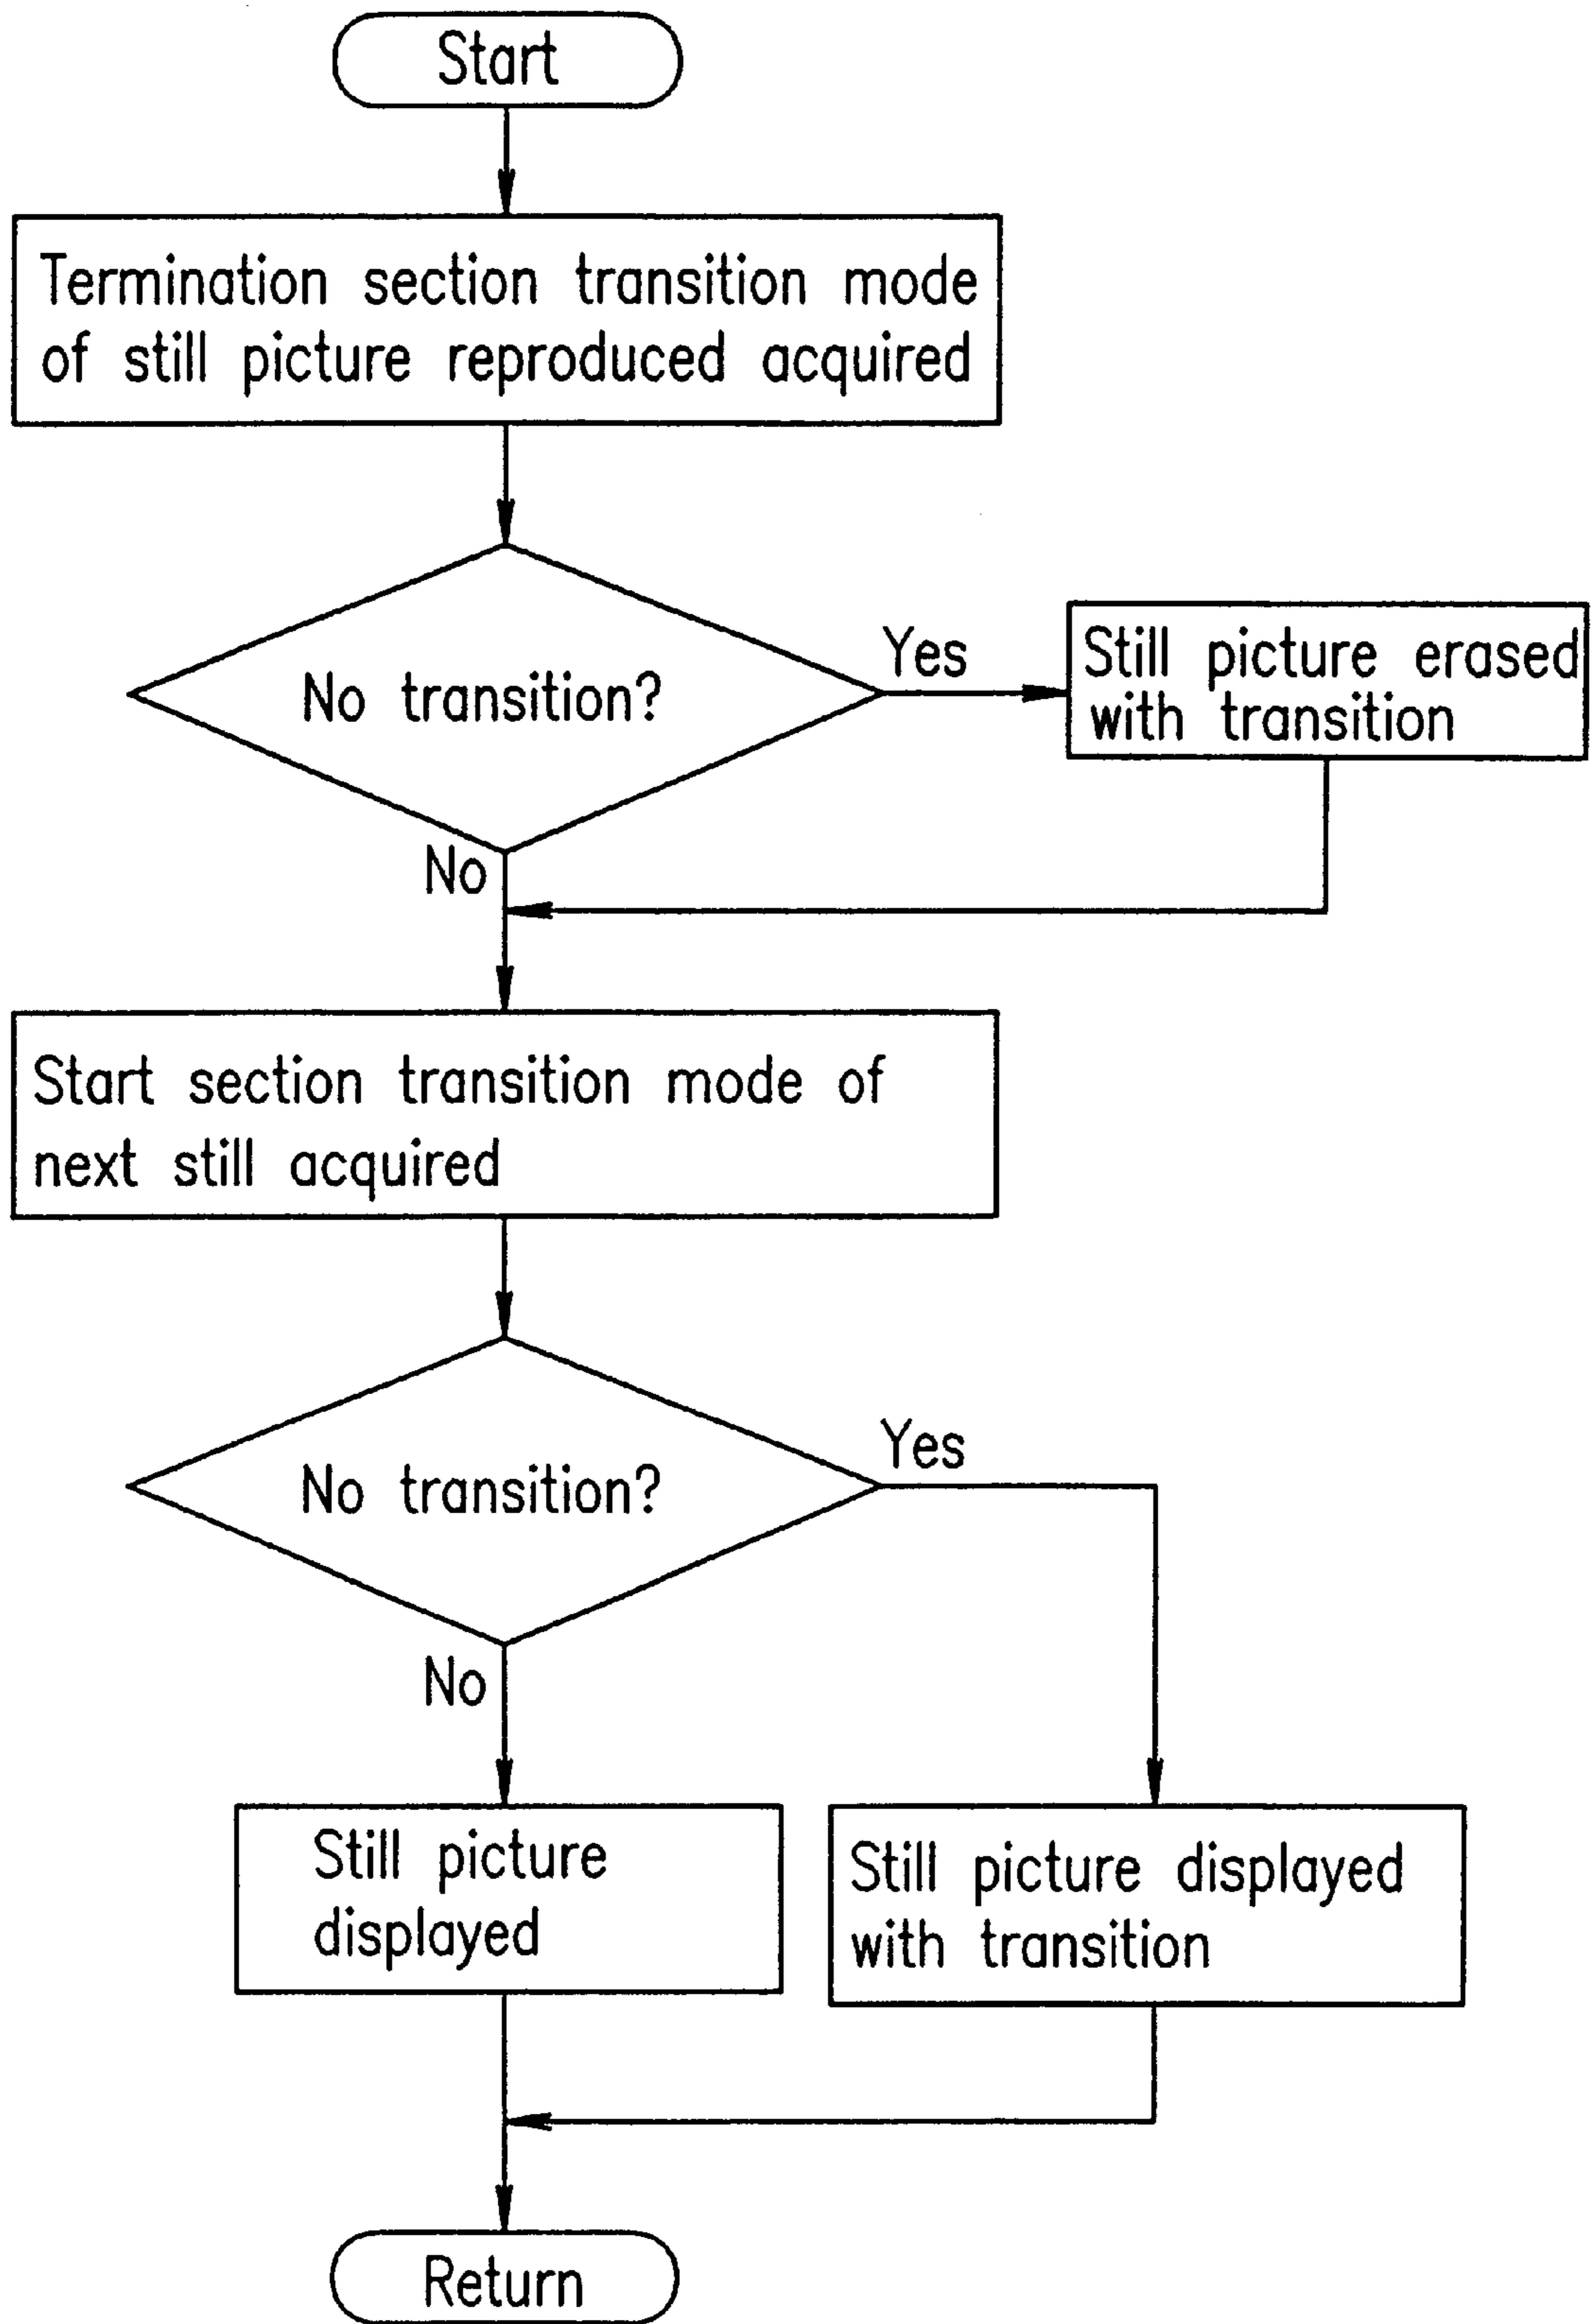 Start
Termination section transition mode
of still picture reproduced acquired
No transition?
Yes
Still picture erased
with transition
No
Start section transition mode of
next still acquired
No transition?
Yes
No
Still picture
displayed
Still picture displayed
with transition
Return